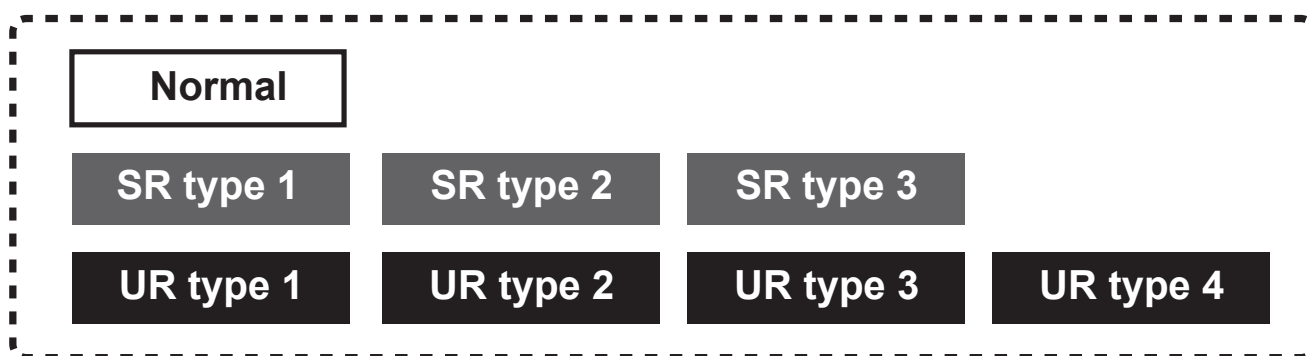 Normal
SR type 1 SR type 2 SR type 3
UR type 1 UR type 2 UR type 3 UR type 4